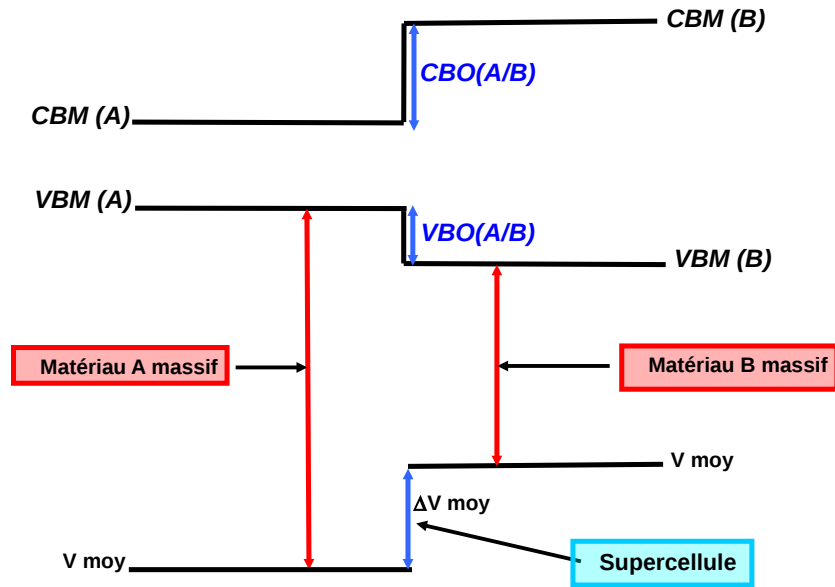 CBM (B)
CBO(A/B)
CBM (A)
VBM (A)
VBO(A/B)
VBM (B)
Matériau A massif
Matériau B massif
V moy
ΔV moy
V moy
Supercellule